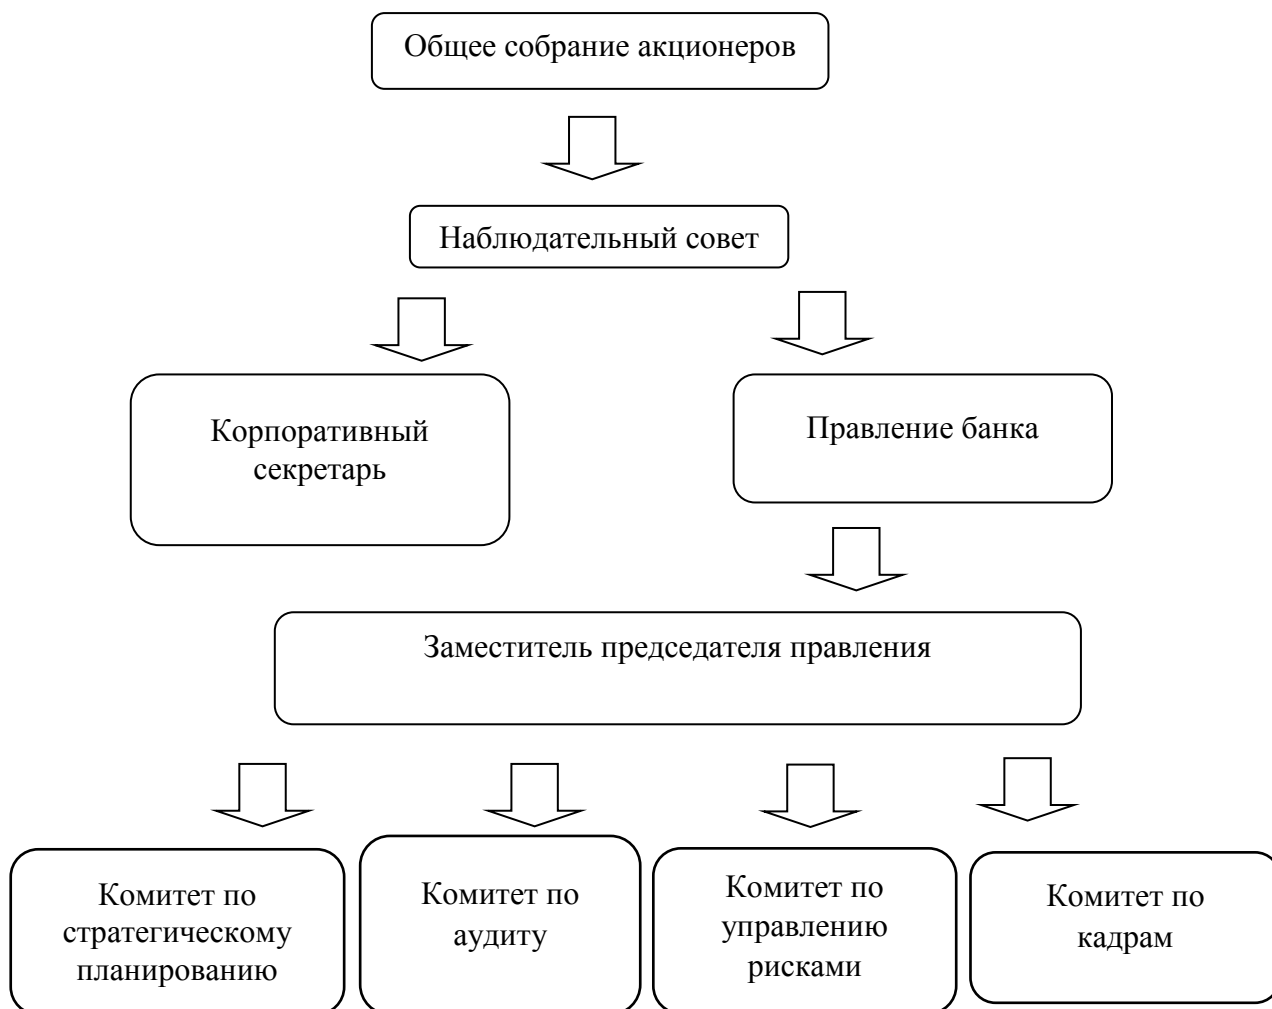 Общее собрание акционеров
Наблюдательный совет
Корпоративный
секретарь
Правление банка
Заместитель председателя правления
Комитет по
стратегическому
планированию
Комитет по
аудиту
Комитет по
управлению
рисками
Комитет по
кадрам